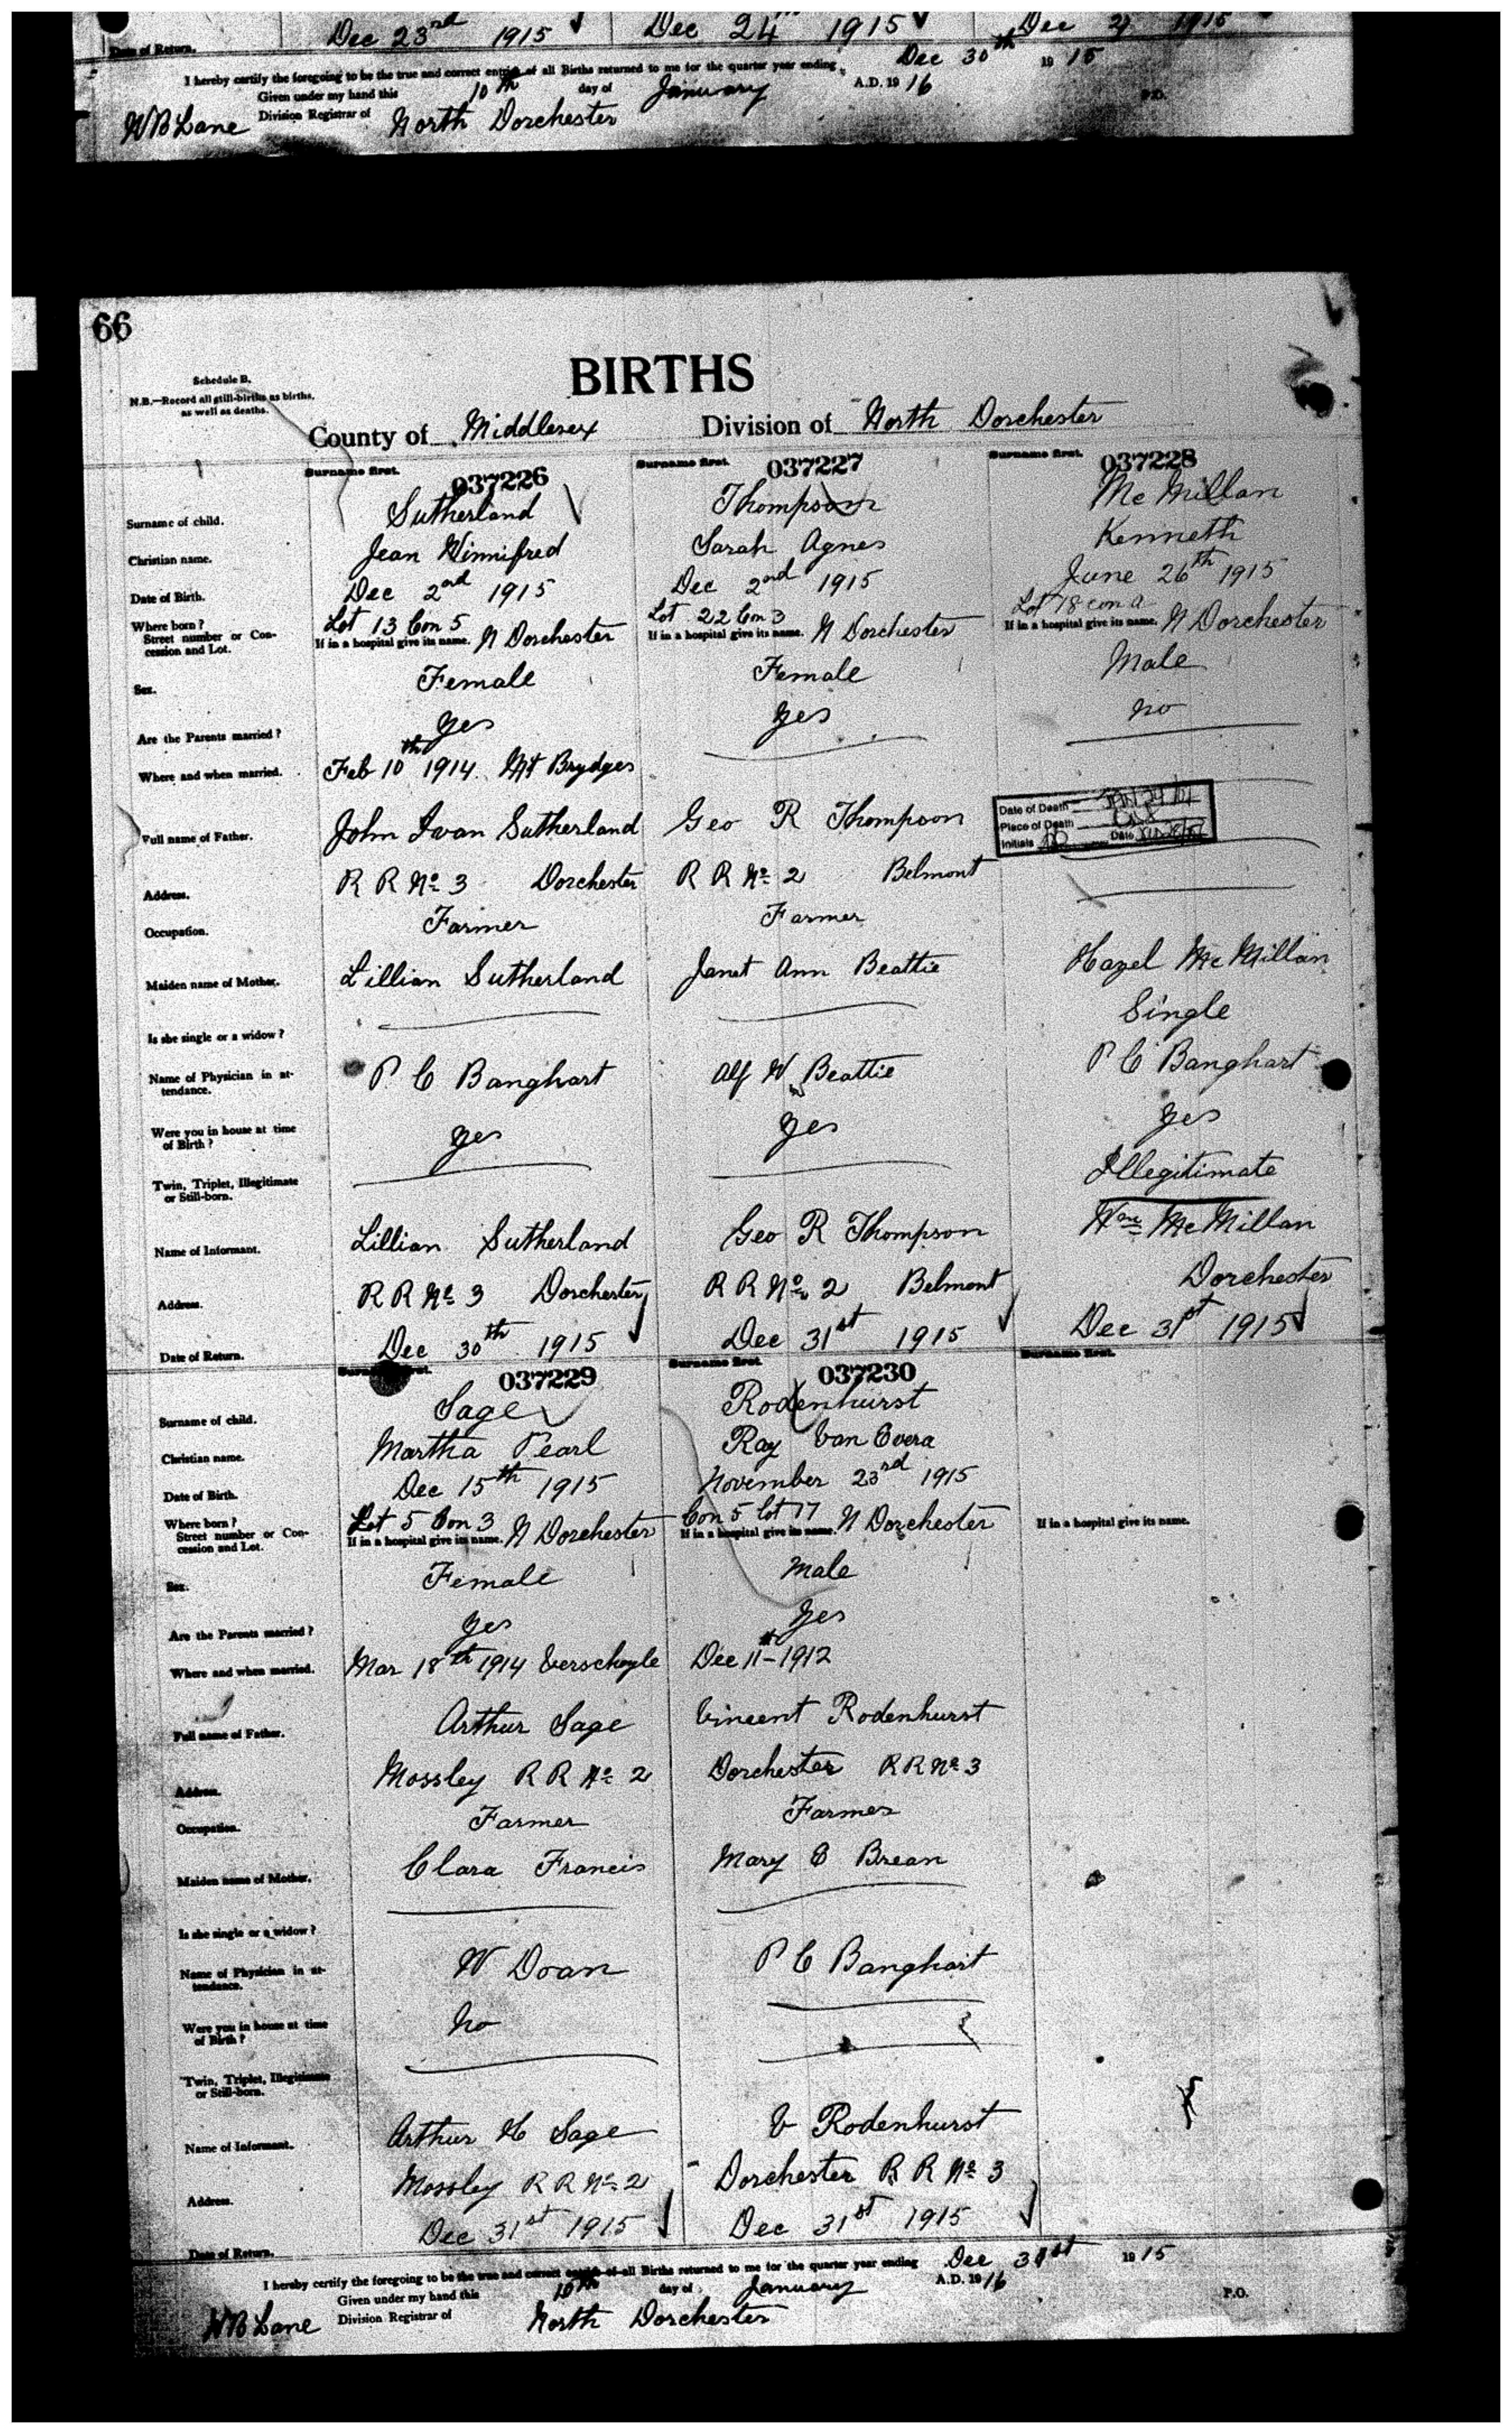 Date of Return. Dec 23rd 1915 Dec 24th 1915 Dec 1915
I hereby certify the foregoing to be the true and correct entries of all Births returned to me for the quarter year ending Dec 30th 1915
Given under my hand this 10th day of January A.D. 1916
WB Lane Division Registrar of North Dorchester P.O.
66
BIRTHS
Schedule B.
N.B.—Record all still-births as births,
as well as deaths.
County of Middlesex Division of North Dorchester
Surname first. 037226 Surname first. 037227 Surname first. 037228
Surname of child. Sutherland Thompson McMillan
Christian name. Jean Winnifred Sarah Agnes Kenneth
Date of Birth. Dec 2nd 1915 Dec 2nd 1915 June 26th 1915
Where born? Lot 13 Con 5 Lot 22 Con 3 Lot 18 con A
Street number or Concession and Lot. If in a hospital give its name. N Dorchester If in a hospital give its name. N Dorchester If in a hospital give its name. N Dorchester
Sex. Female Female Male
Are the Parents married? Yes Yes no
Where and when married. Feb 10th 1914 Mt Brydges
Date of Death
Place of Death
Initials Date
Full name of Father. John Ivan Sutherland Geo R Thompson
Address. R R No 3 Dorchester R R No 2 Belmont
Occupation. Farmer Farmer
Maiden name of Mother. Lillian Sutherland Janet Ann Beattie Hazel McMillan
Is she single or a widow? Single
Name of Physician in attendance. P C Banghart Alf W Beattie P C Banghart
Were you in house at time of Birth? yes yes yes
Twin, Triplet, Illegitimate or Still-born. Illegitimate
Name of Informant. Lillian Sutherland Geo R Thompson Wm McMillan
Address. R R No 3 Dorchester R R No 2 Belmont Dorchester
Date of Return. Dec 30th 1915 Dec 31st 1915 Dec 31st 1915
Surname first. 037229 Surname first. 037230 Surname first.
Surname of child. Sage Rodenhurst
Christian name. Martha Pearl Ray Van Evera
Date of Birth. Dec 15th 1915 November 23rd 1915
Where born? Lot 5 Con 3 Con 5 lot 17
Street number or Concession and Lot. If in a hospital give its name. N Dorchester If in a hospital give its name. N Dorchester If in a hospital give its name.
Sex. Female Male
Are the Parents married? Yes Yes
Where and when married. Mar 18th 1914 Verschoyle Dec 11th 1912
Full name of Father. Arthur Sage Vincent Rodenhurst
Address. Mossley R R No 2 Dorchester R R No 3
Occupation. Farmer Farmer
Maiden name of Mother. Clara Francis Mary E Brean
Is she single or a widow?
Name of Physician in attendance. W Doan P C Banghart
Were you in house at time of Birth? No
Twin, Triplet, Illegitimate or Still-born.
Name of Informant. Arthur H Sage V Rodenhurst
Address. Mossley R R No 2 Dorchester R R No 3
Date of Return. Dec 31st 1915 Dec 31st 1915
I hereby certify the foregoing to be the true and correct entries of all Births returned to me for the quarter year ending Dec 31st 1915
Given under my hand this 10th day of January A.D. 1916
WB Lane Division Registrar of North Dorchester P.O.